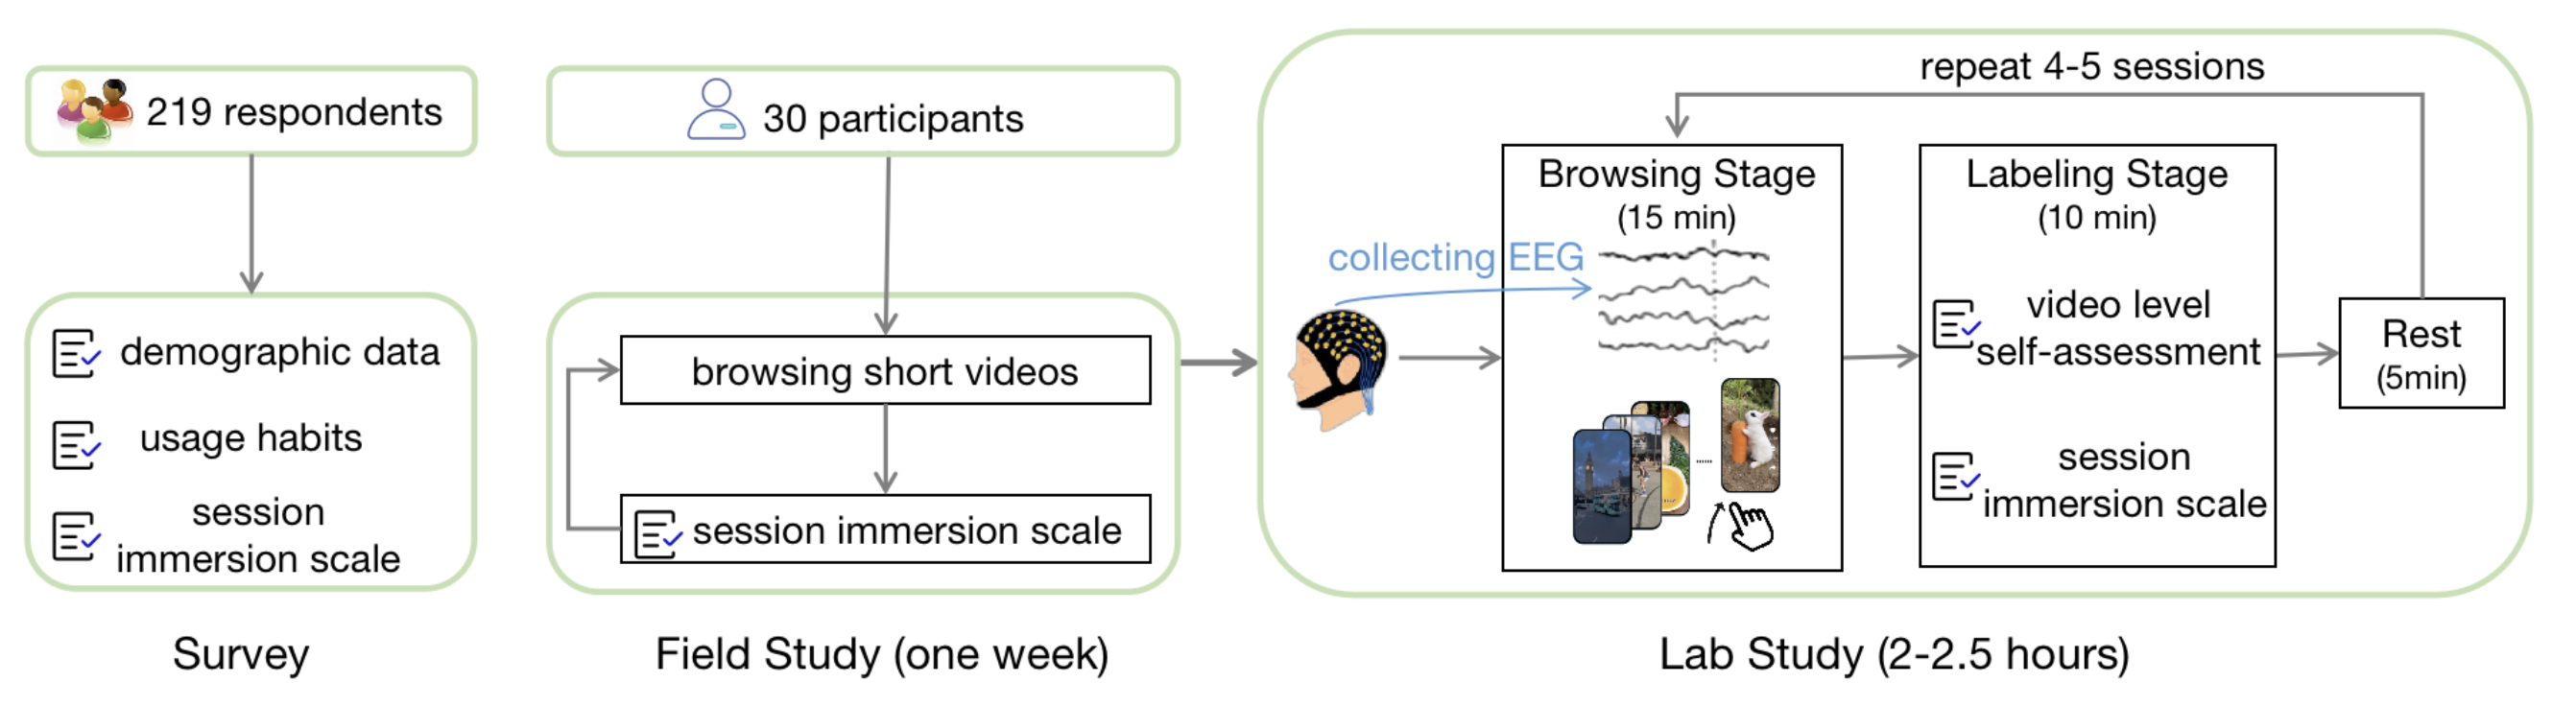 219 respondents
demographic data
usage habits
session
immersion scale
Survey
30 participants
browsing short videos
session immersion scale
Field Study (one week)
repeat 4-5 sessions
collecting EEG
Browsing Stage
(15 min)
......
Labeling Stage
(10 min)
video level
self-assessment
session
immersion scale
Rest
(5min)
Lab Study (2-2.5 hours)